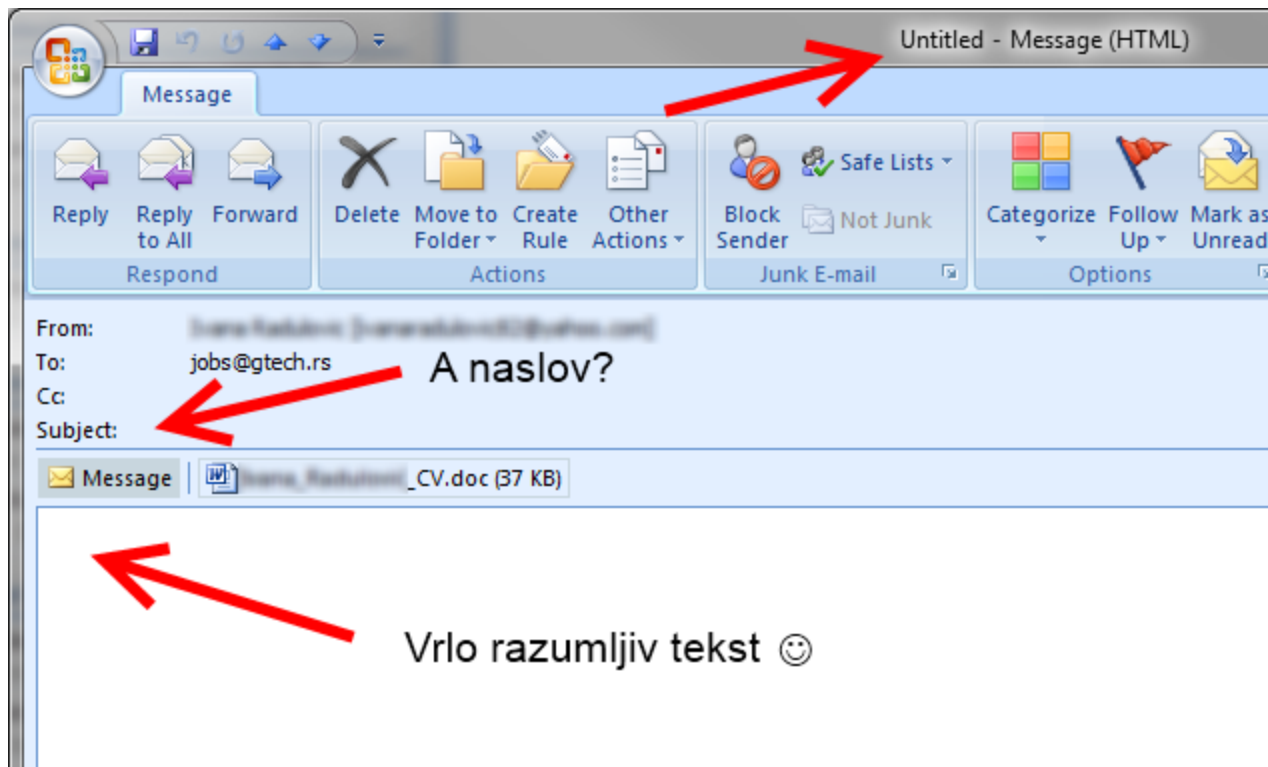 Untitled - Message (HTML)
Message
Reply
Reply to All
Forward
Delete
Move to Folder
Create Rule
Other Actions
Block Sender
Safe Lists
Not Junk
Categorize
Follow Up
Mark as Unread
Respond
Actions
Junk E-mail
Options
From:
To: jobs@gtech.rs
A naslov?
Cc:
Subject:
Message
_CV.doc (37 KB)
Vrlo razumljiv tekst ☺